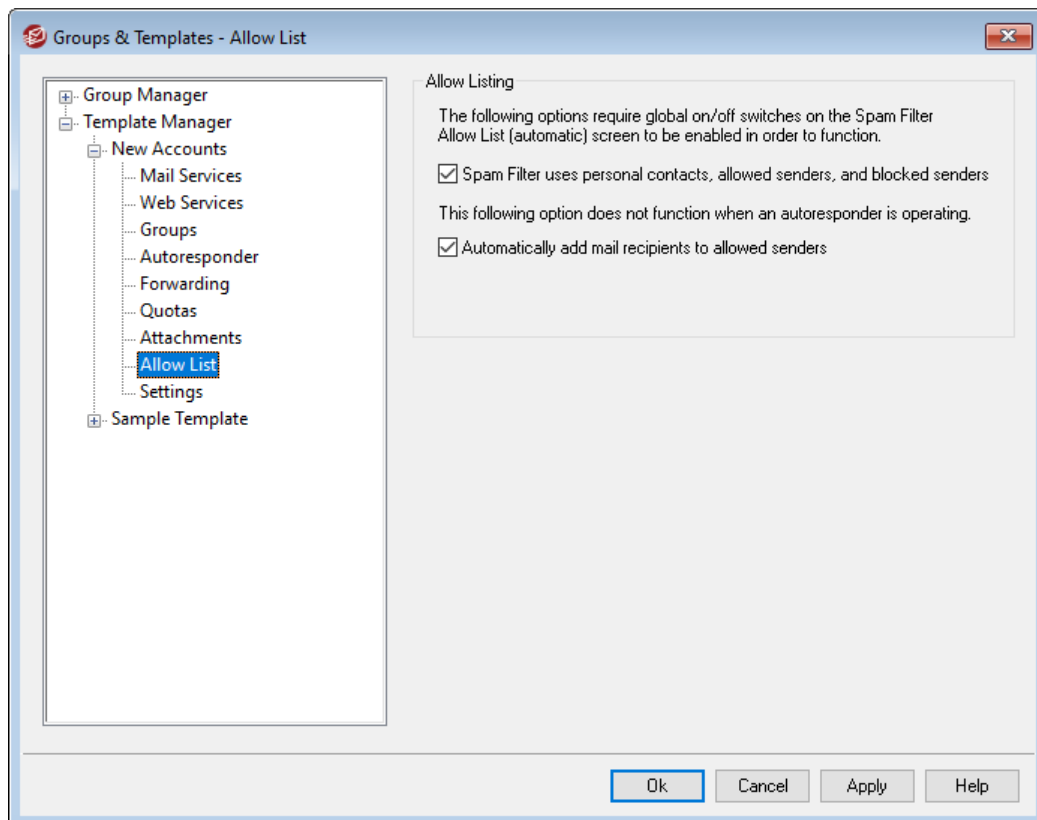 Groups & Templates - Allow List
Group Manager
Template Manager
New Accounts
Mail Services
Web Services
Groups
Autoresponder
Forwarding
Quotas
Attachments
Allow List
Settings
Sample Template
Allow Listing
The following options require global on/off switches on the Spam Filter
Allow List (automatic) screen to be enabled in order to function.
Spam Filter uses personal contacts, allowed senders, and blocked senders
This following option does not function when an autoresponder is operating.
Automatically add mail recipients to allowed senders
Ok
Cancel
Apply
Help